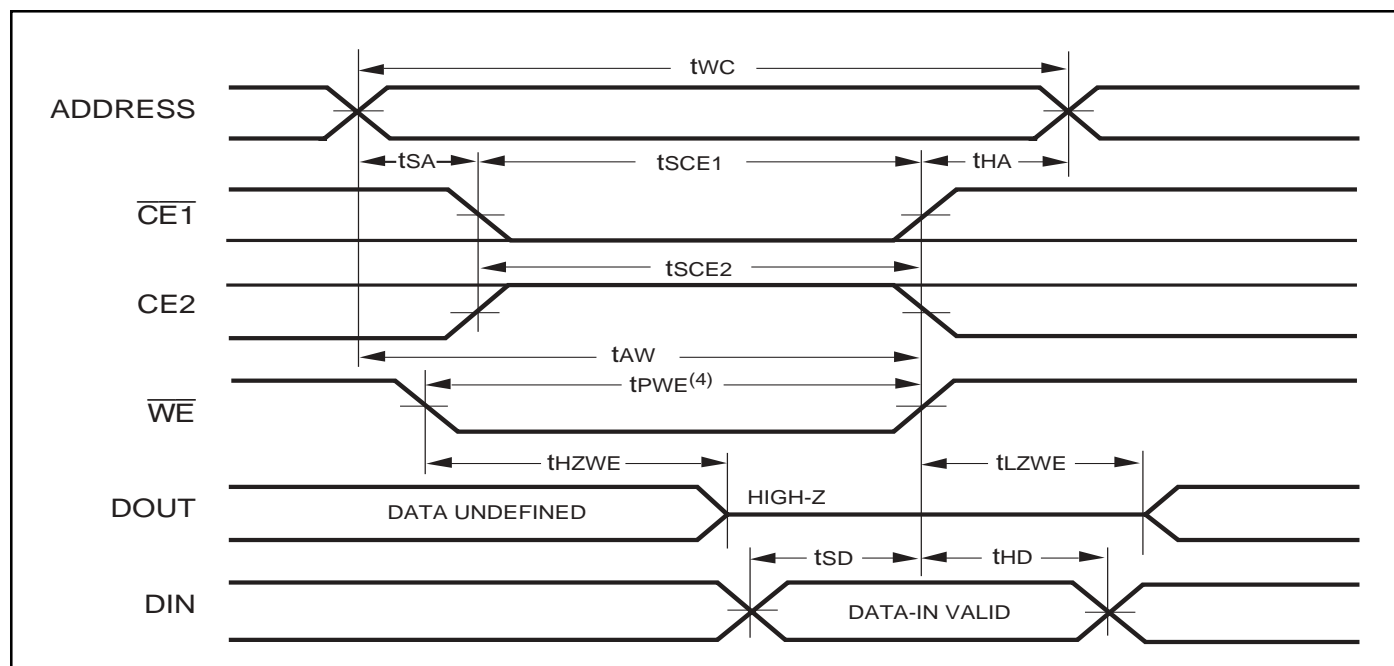 tWC
ADDRESS
tSA
tSCE1
tHA
CE1
tSCE2
CE2
tAW
tPWE(4)
WE
tHZWE
tLZWE
DOUT
DATA UNDEFINED
HIGH-Z
tSD
tHD
DIN
DATA-IN VALID